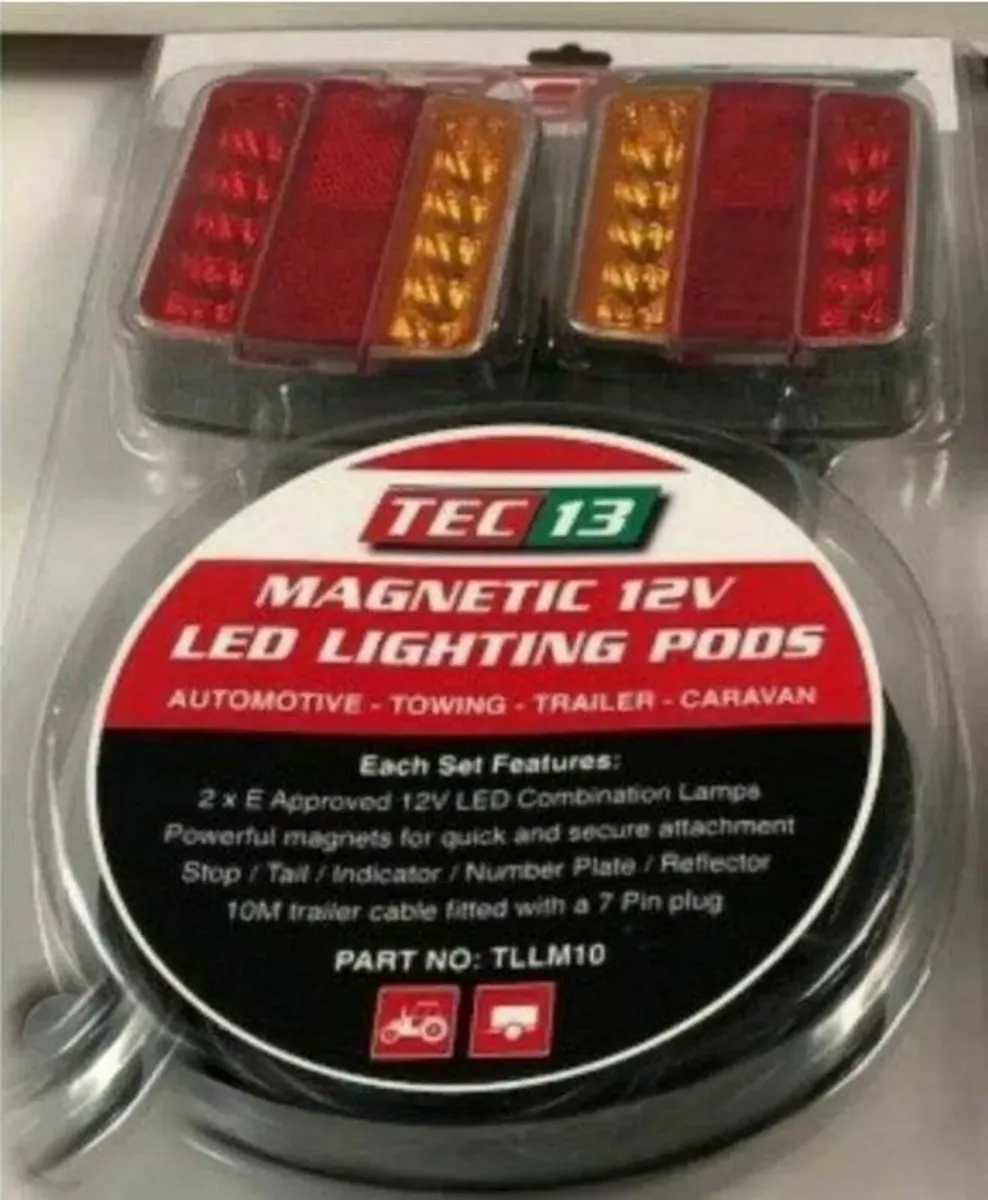 TEC 13
MAGNETIC 12V
LED LIGHTING PODS
AUTOMOTIVE - TOWING - TRAILER - CARAVAN
Each Set Features:
2 x E Approved 12V LED Combination Lamps
Powerful magnets for quick and secure attachment
Stop / Tail / Indicator / Number Plate / Reflector
10M trailer cable fitted with a 7 Pin plug
PART NO: TLLM10